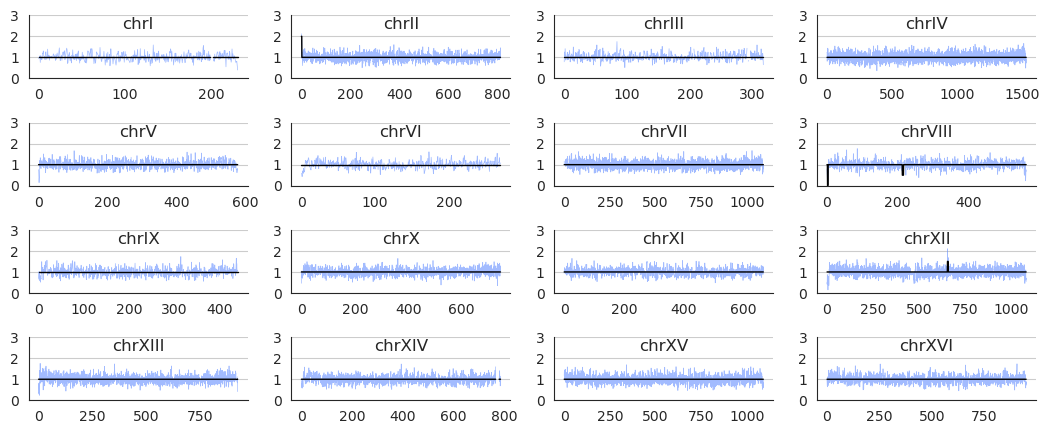 3 chrI
2
1
0
0 100 200
3 chrII
2
1
0
0 200 400 600 800
3 chrIII
2
1
0
0 100 200 300
3 chrIV
2
1
0
0 500 1000 1500
3 chrV
2
1
0
0 200 400 600
3 chrVI
2
1
0
0 100 200
3 chrVII
2
1
0
0 250 500 750 1000
3 chrVIII
2
1
0
0 200 400
3 chrIX
2
1
0
0 100 200 300 400
3 chrX
2
1
0
0 200 400 600
3 chrXI
2
1
0
0 200 400 600
3 chrXII
2
1
0
0 250 500 750 1000
3 chrXIII
2
1
0
0 250 500 750
3 chrXIV
2
1
0
0 200 400 600 800
3 chrXV
2
1
0
0 250 500 750 1000
3 chrXVI
2
1
0
0 250 500 750